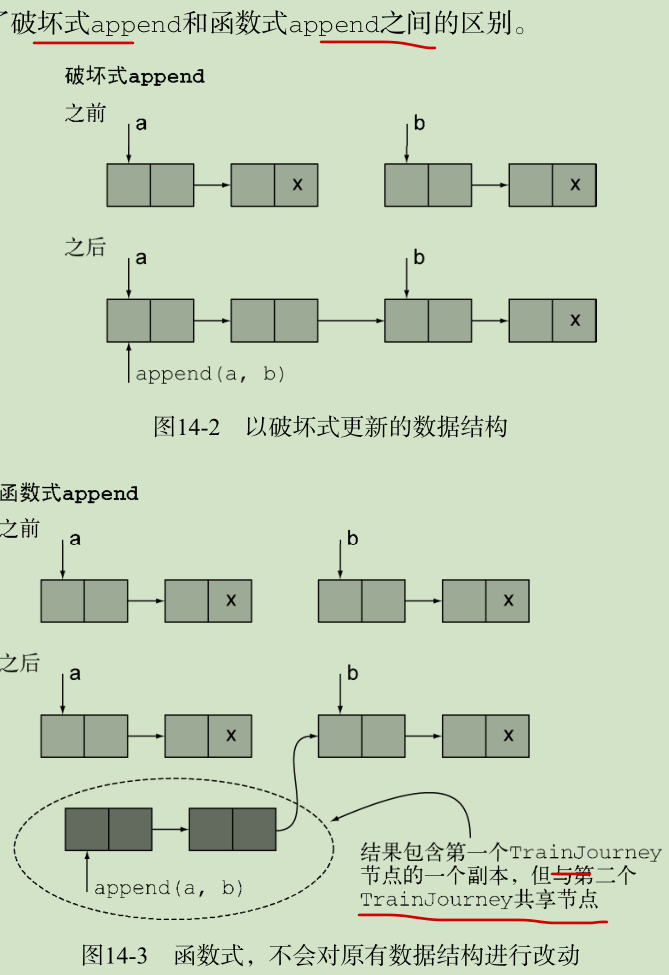 了破坏式append和函数式append之间的区别。
破坏式append
之前
a
b
x
x
之后
a
b
x
append(a, b)
图14-2 以破坏式更新的数据结构
函数式append
之前
a
b
x
x
之后
a
b
x
x
append(a, b)
结果包含第一个TrainJourney
节点的一个副本，但与第二个
TrainJourney共享节点
图14-3 函数式，不会对原有数据结构进行改动